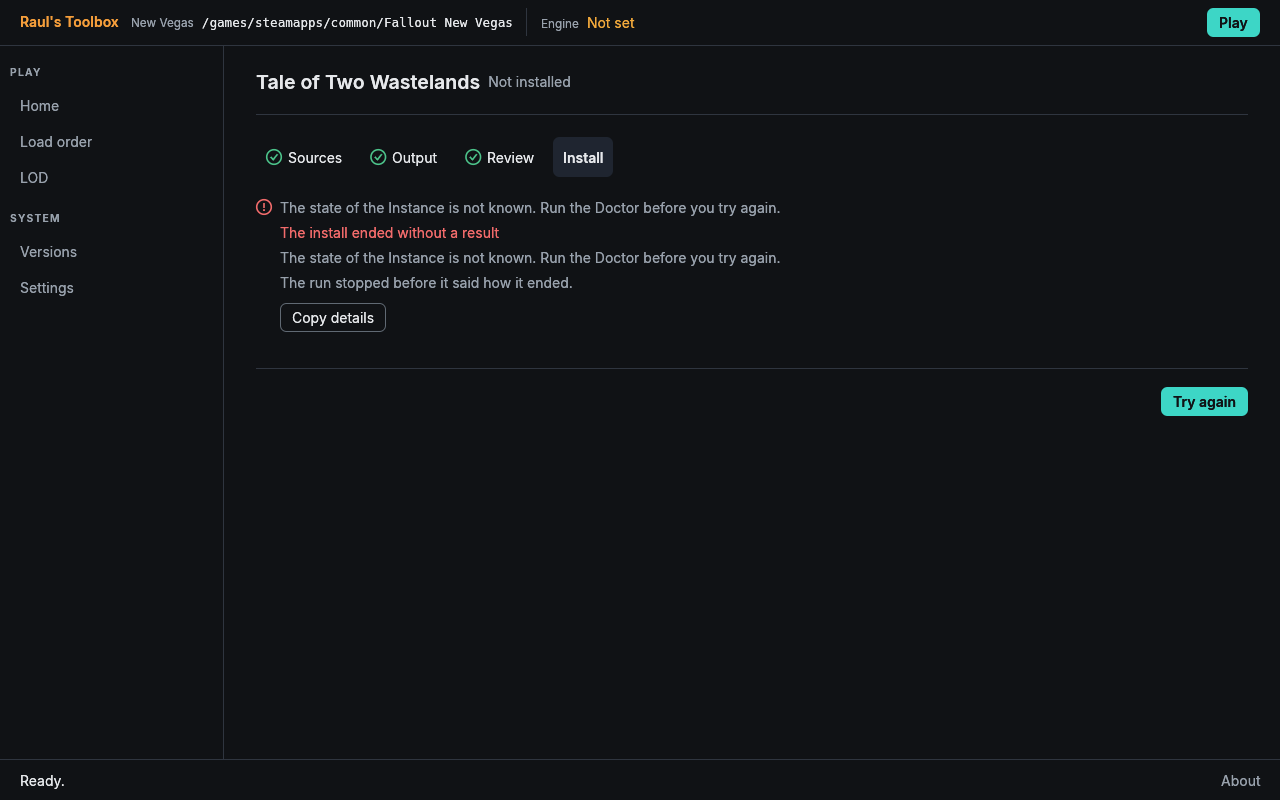 Raul's Toolbox New Vegas /games/steamapps/common/Fallout New Vegas Engine Not set Play
PLAY
Home
Load order
LOD
SYSTEM
Versions
Settings
Tale of Two Wastelands Not installed
Sources Output Review Install
The state of the Instance is not known. Run the Doctor before you try again.
The install ended without a result
The state of the Instance is not known. Run the Doctor before you try again.
The run stopped before it said how it ended.
Copy details
Try again
Ready. About